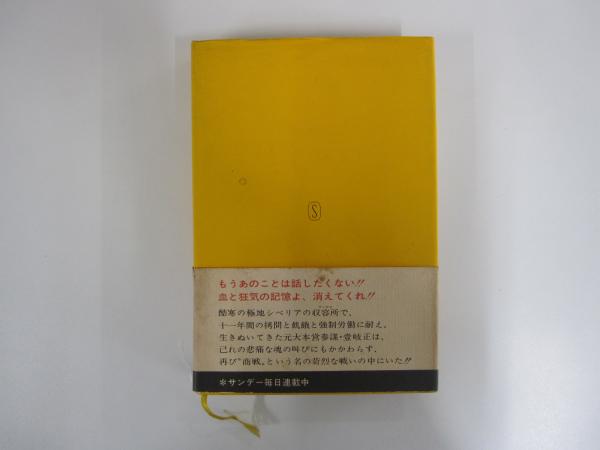 S
もうあのことは話したくない!!
血と狂気の記憶よ、消えてくれ!!
酷寒の極地シベリアの収容所で、
十一年間の拷問と飢餓と強制労働に耐え、
生きぬいてきた元大本営参謀・壹岐正は、
己れの悲痛な魂の叫びにもかかわらず、
再び“商戦„という名の苛烈な戦いの中にいた!!
＊サンデー毎日連載中